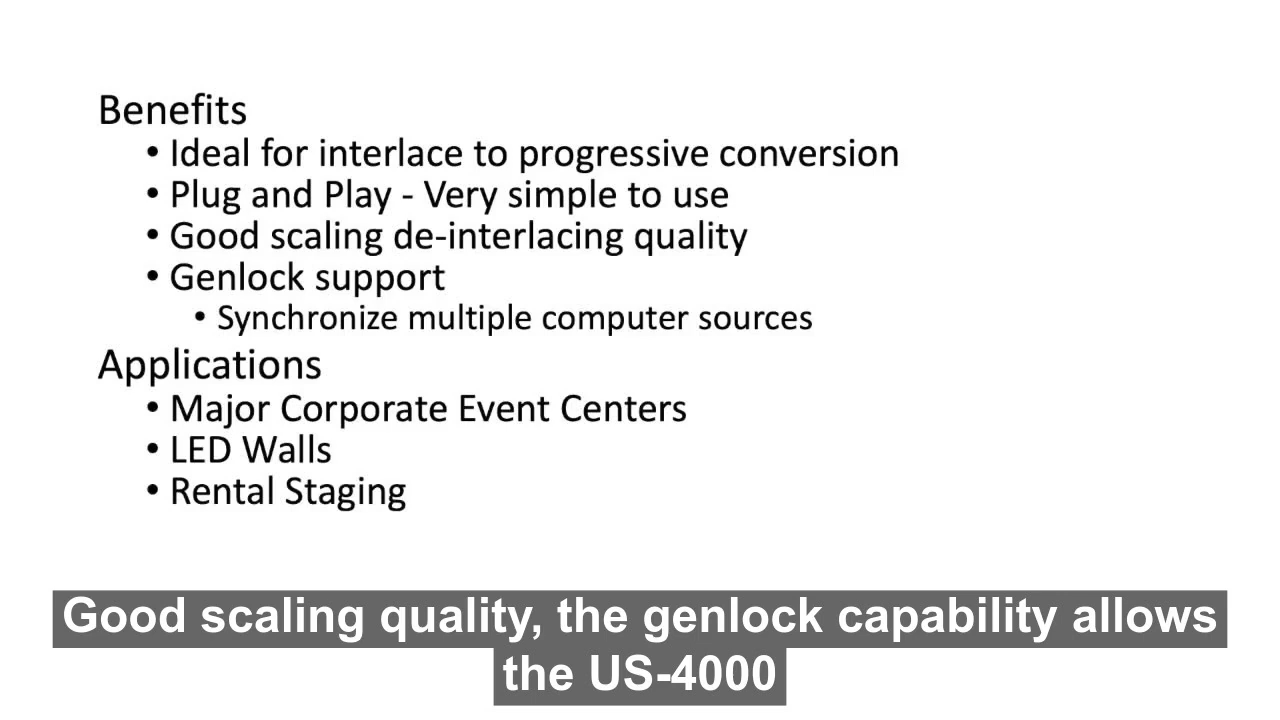 Benefits
• Ideal for interlace to progressive conversion
• Plug and Play - Very simple to use
• Good scaling de-interlacing quality
• Genlock support
• Synchronize multiple computer sources
Applications
• Major Corporate Event Centers
• LED Walls
• Rental Staging
Good scaling quality, the genlock capability allows
the US-4000